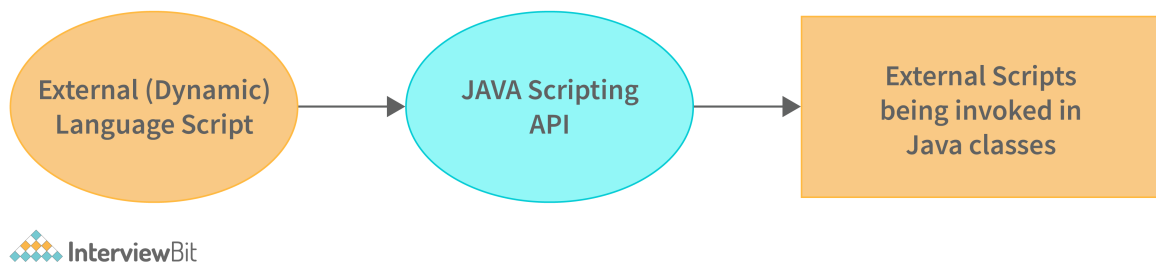 External (Dynamic)
Language Script
JAVA Scripting
API
External Scripts
being invoked in
Java classes
InterviewBit